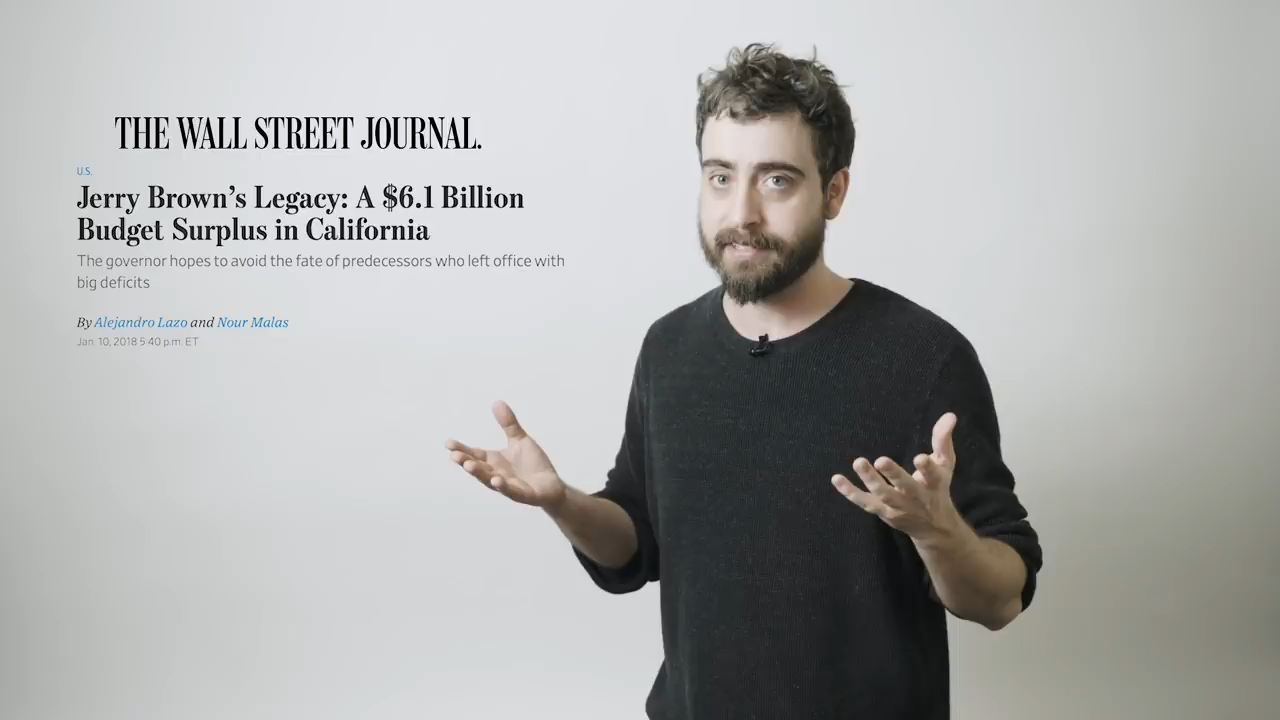 THE WALL STREET JOURNAL.
U.S.
Jerry Brown’s Legacy: A $6.1 Billion
Budget Surplus in California
The governor hopes to avoid the fate of predecessors who left office with
big deficits
By Alejandro Lazo and Nour Malas
Jan. 10, 2018 5:40 p.m. ET